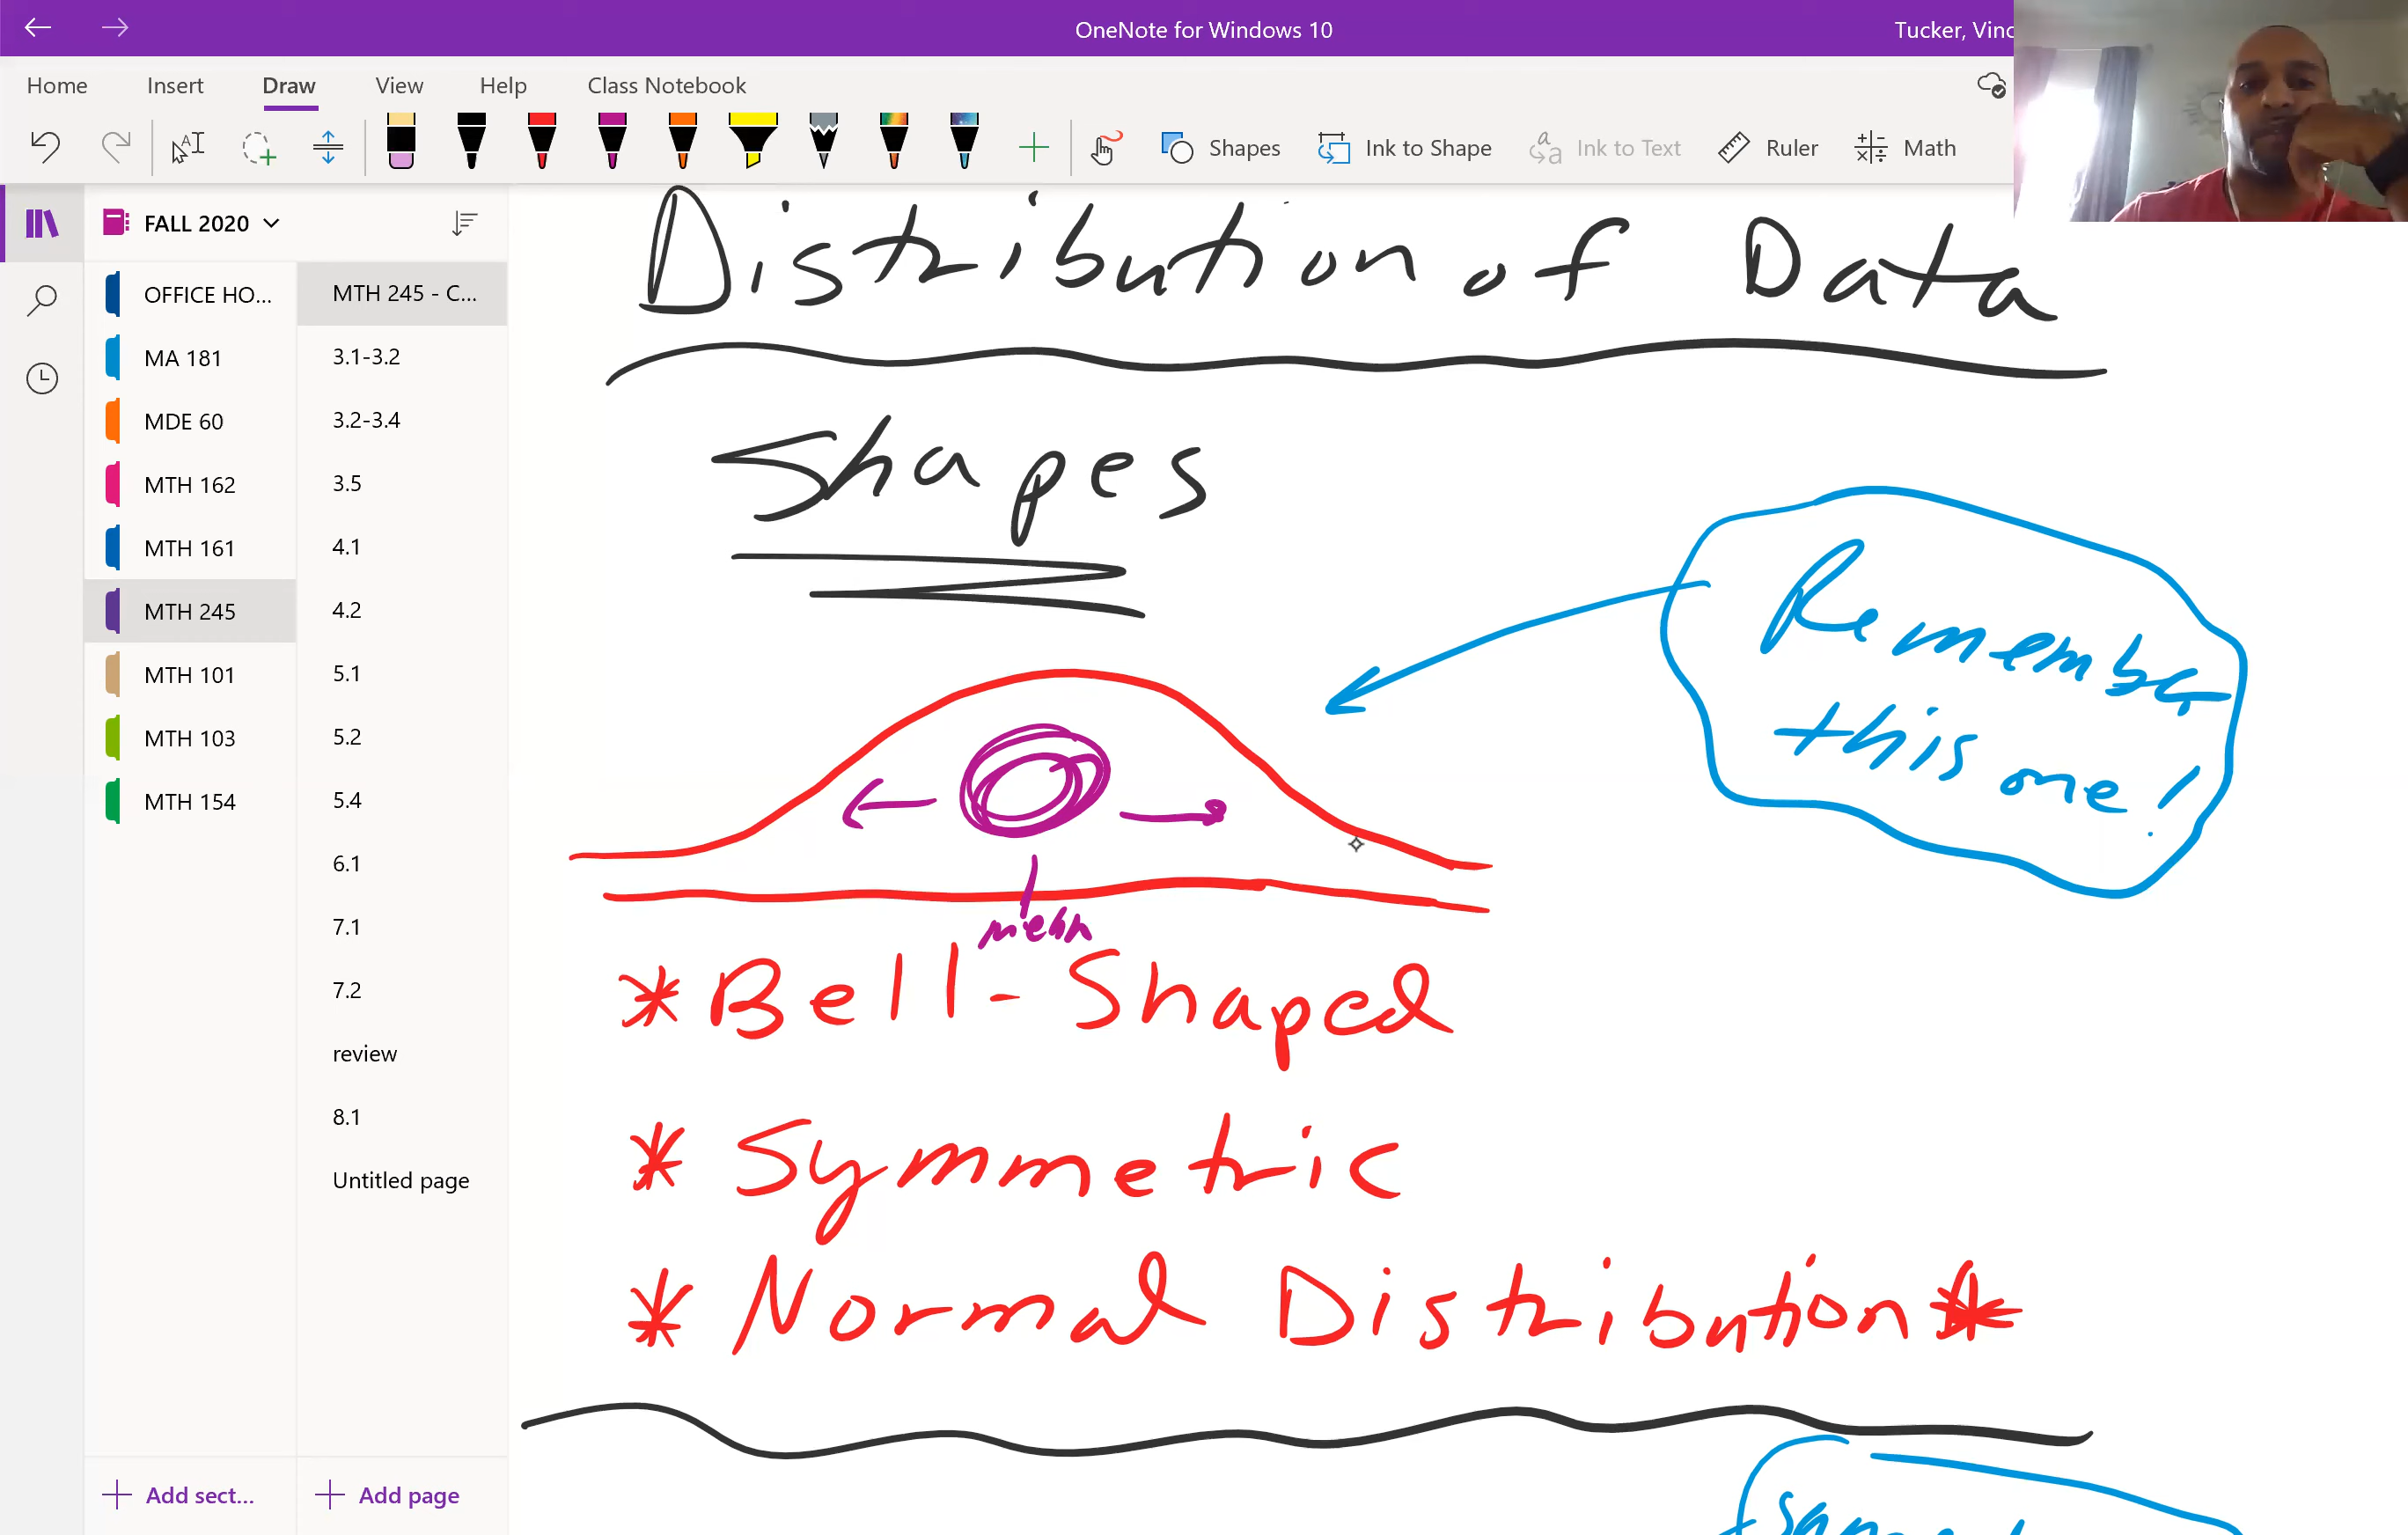 OneNote for Windows 10
Tucker, Vinc
Home Insert Draw View Help Class Notebook
Shapes Ink to Shape Ink to Text Ruler Math
FALL 2020
OFFICE HO...
MA 181
MDE 60
MTH 162
MTH 161
MTH 245
MTH 101
MTH 103
MTH 154
Add sect...
MTH 245 - C...
3.1-3.2
3.2-3.4
3.5
4.1
4.2
5.1
5.2
5.4
6.1
7.1
7.2
review
8.1
Untitled page
Add page
Distribution of Data
Shapes
Remember
this one!
mean
* Bell-Shaped
* Symmetric
* Normal Distribution *